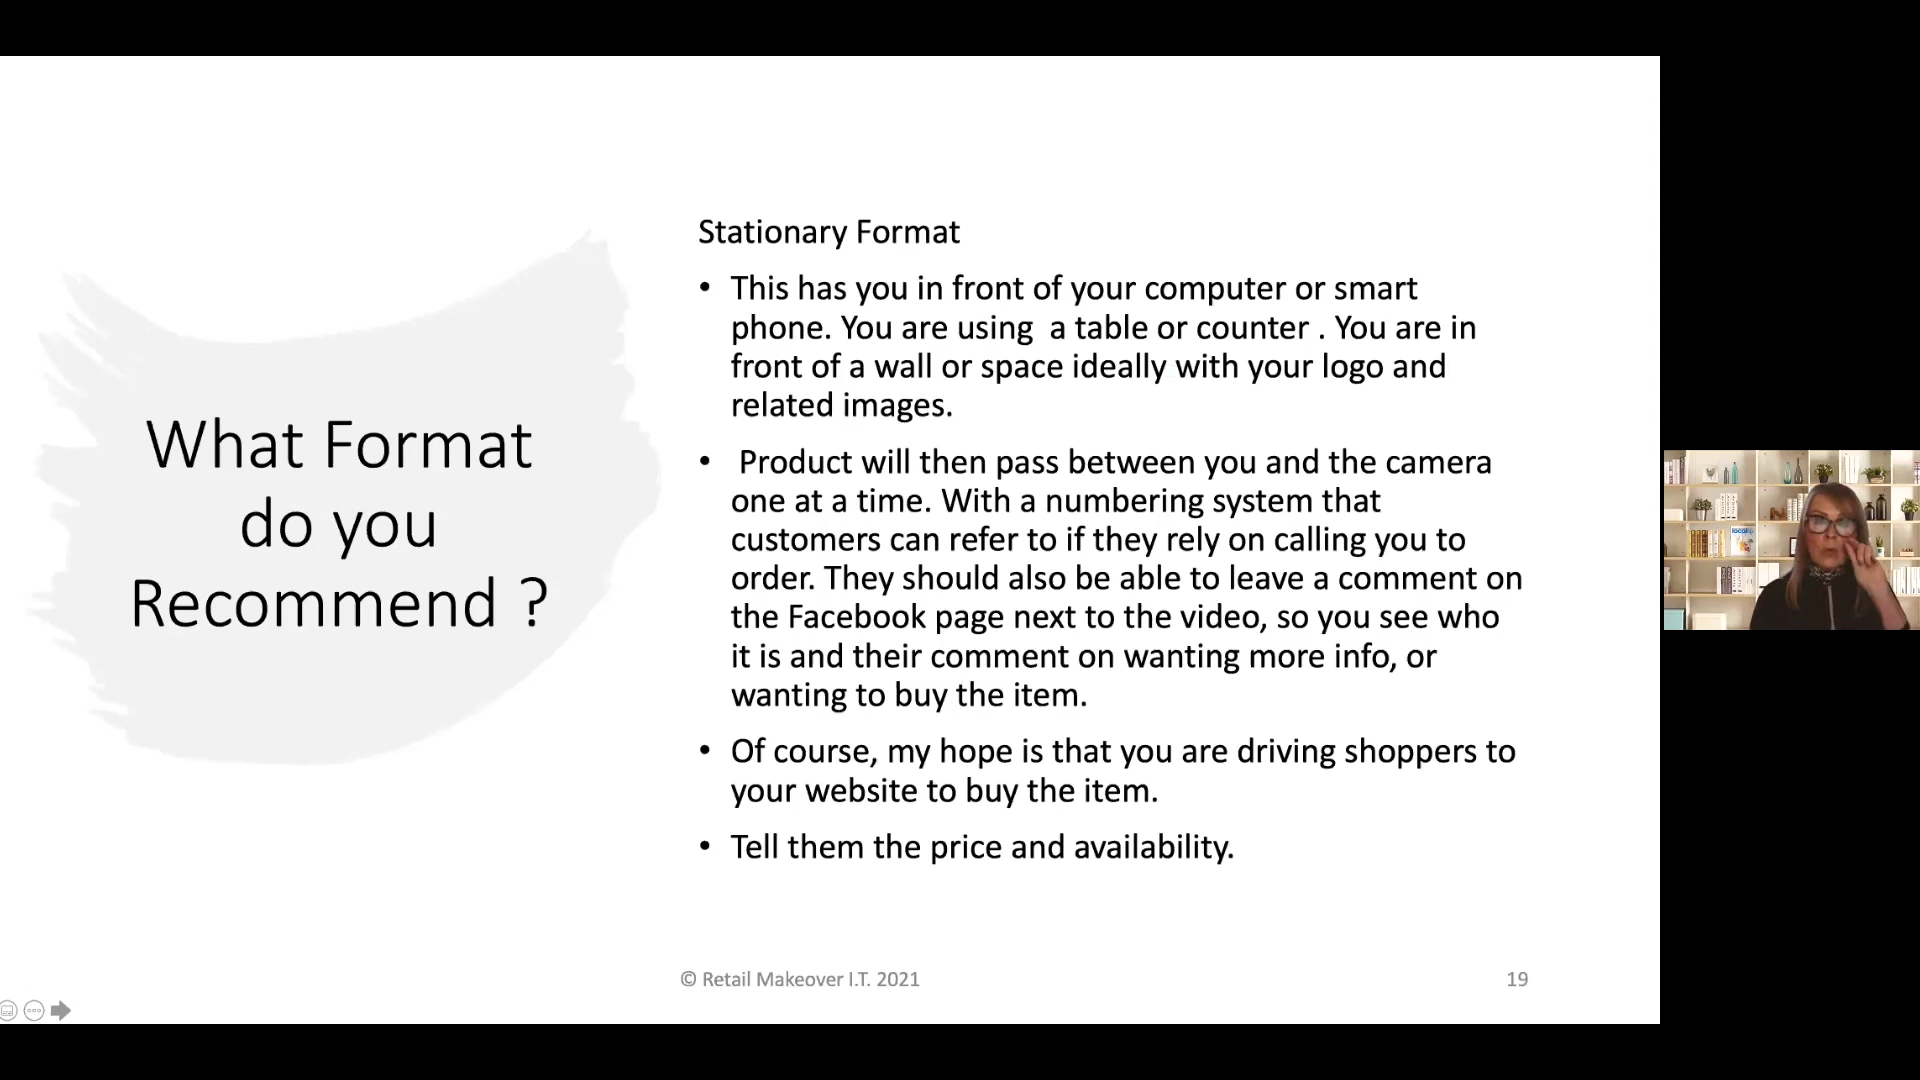 What Format
do you
Recommend ?
Stationary Format
• This has you in front of your computer or smart
phone. You are using  a table or counter . You are in
front of a wall or space ideally with your logo and
related images.
•  Product will then pass between you and the camera
one at a time. With a numbering system that
customers can refer to if they rely on calling you to
order. They should also be able to leave a comment on
the Facebook page next to the video, so you see who
it is and their comment on wanting more info, or
wanting to buy the item.
• Of course, my hope is that you are driving shoppers to
your website to buy the item.
• Tell them the price and availability.
© Retail Makeover I.T. 2021
19